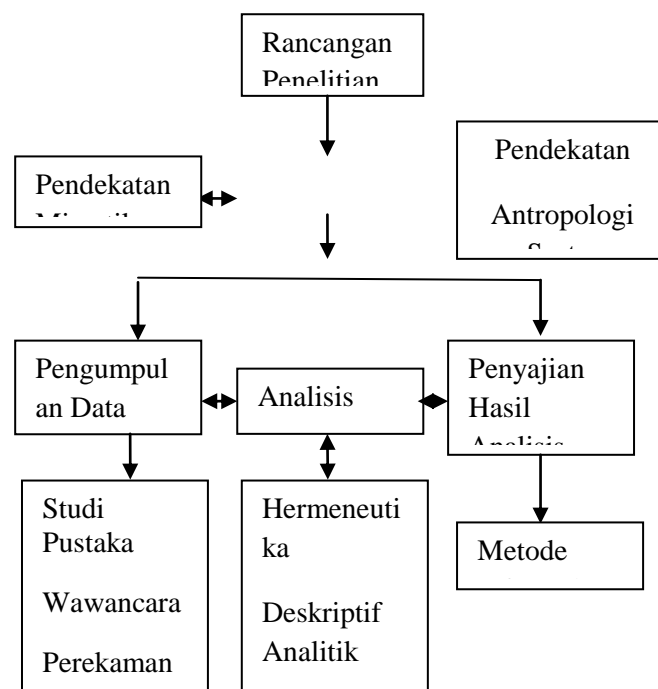 Rancangan
Penelitian
Pendekatan
Pendekatan
Antropologi
Pengumpul
an Data
Analisis
Penyajian
Hasil
Analisis
Studi
Pustaka
Wawancara
Perekaman
Hermeneuti
ka
Deskriptif
Analitik
Metode